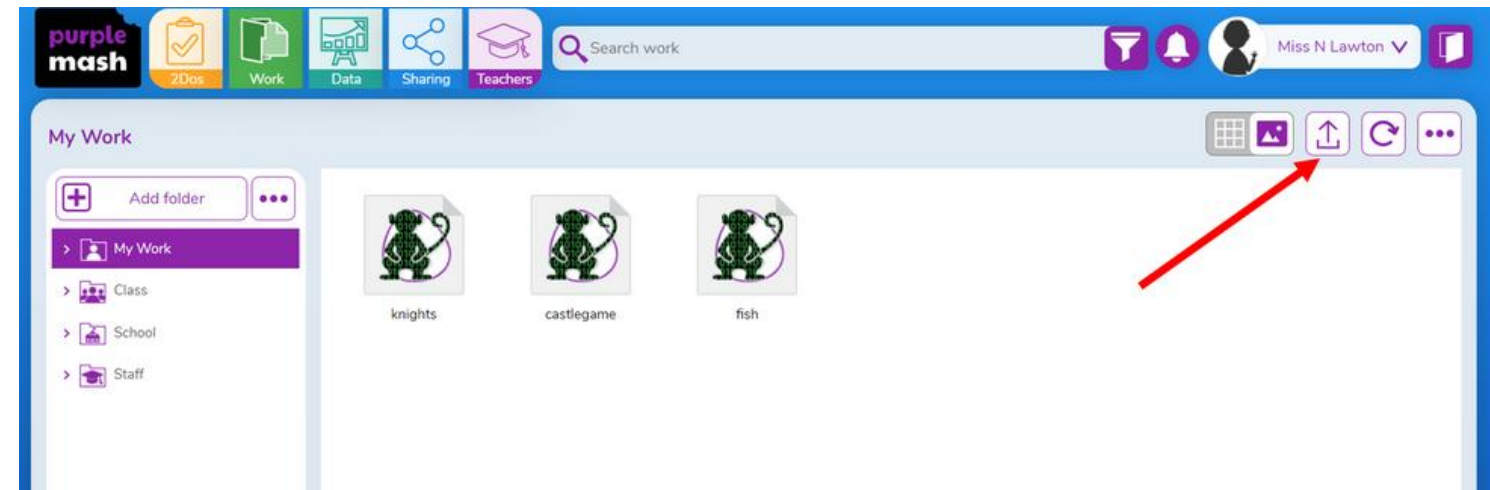 purple
mash
2Dos
Work
Data
Sharing
Teachers
Search work
Miss N Lawton
My Work
Add folder
My Work
Class
School
Staff
knights
castlegame
fish